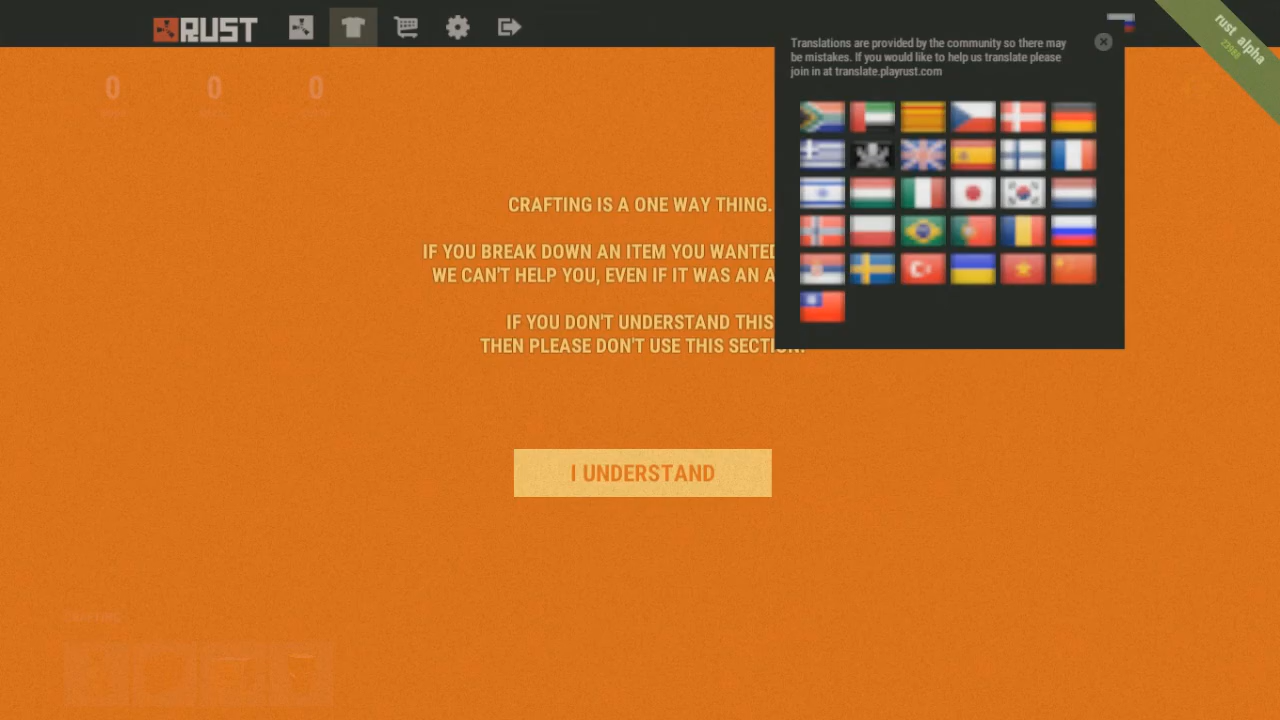 RUST
rust alpha
Translations are provided by the community so there may
be mistakes. If you would like to help us translate please
join in at translate.playrust.com
0 0 0
CRAFTING IS A ONE WAY THING.
IF YOU BREAK DOWN AN ITEM YOU WANTED
WE CAN'T HELP YOU, EVEN IF IT WAS AN A
IF YOU DON'T UNDERSTAND THIS
THEN PLEASE DON'T USE THIS SECTION.
I UNDERSTAND